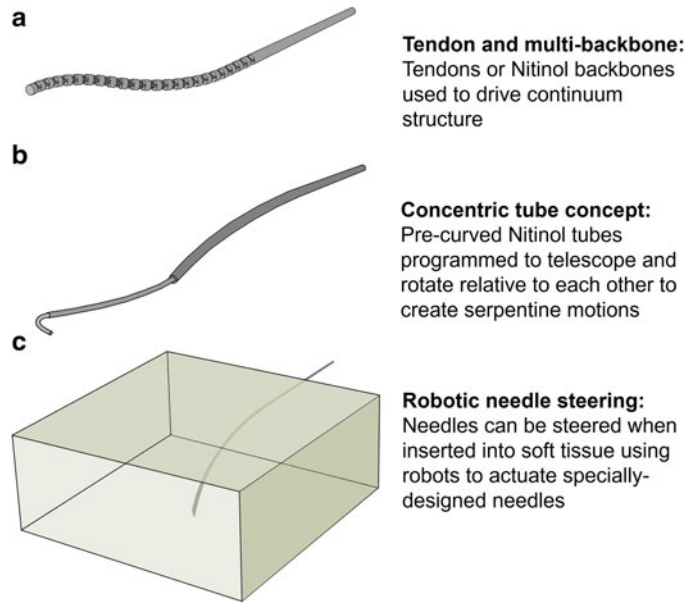 a
Tendon and multi-backbone:
Tendons or Nitinol backbones
used to drive continuum
structure
b
Concentric tube concept:
Pre-curved Nitinol tubes
programmed to telescope and
rotate relative to each other to
create serpentine motions
c
Robotic needle steering:
Needles can be steered when
inserted into soft tissue using
robots to actuate specially-
designed needles